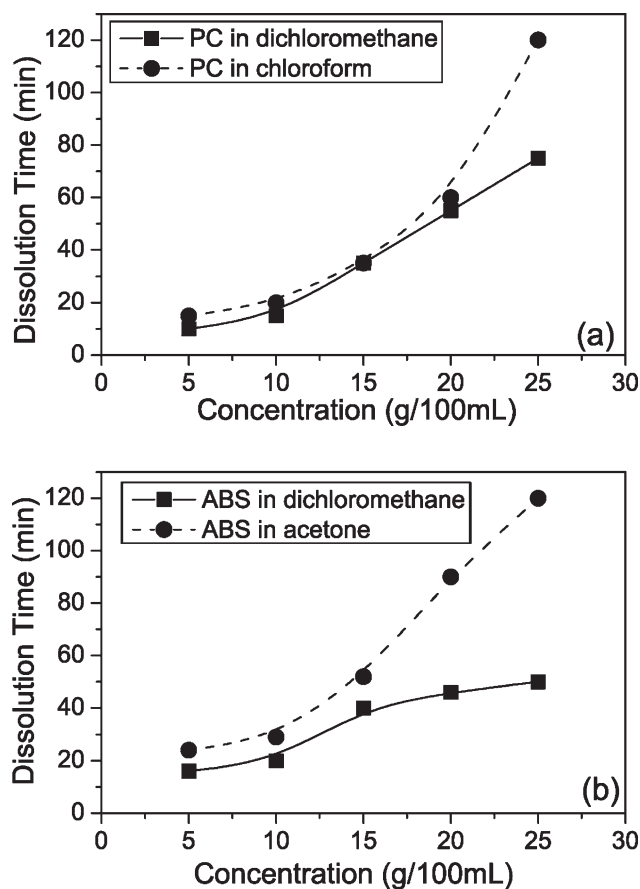 PC in dichloromethane
PC in chloroform
120
100
80
60
40
20
0
Dissolution Time (min)
(a)
0 5 10 15 20 25 30
Concentration (g/100mL)
ABS in dichloromethane
ABS in acetone
120
100
80
60
40
20
0
Dissolution Time (min)
(b)
0 5 10 15 20 25 30
Concentration (g/100mL)